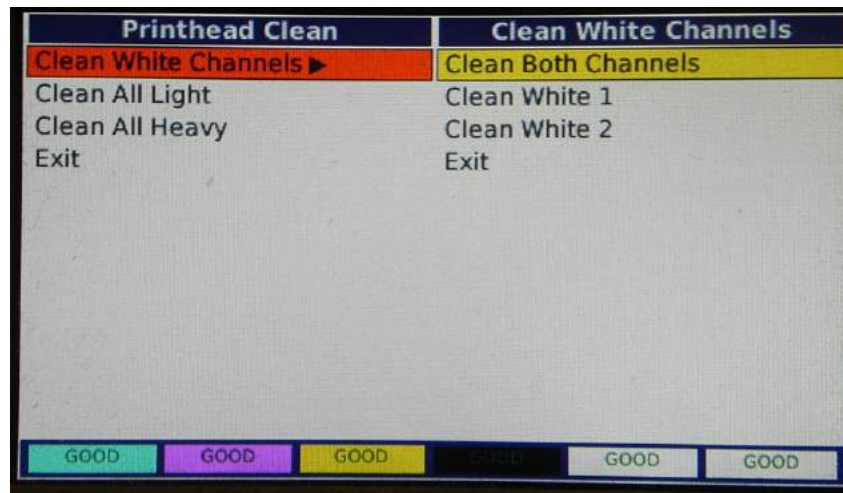 Printhead Clean
Clean White Channels ▶
Clean All Light
Clean All Heavy
Exit
Clean White Channels
Clean Both Channels
Clean White 1
Clean White 2
Exit
GOOD
GOOD
GOOD
GOOD
GOOD
GOOD